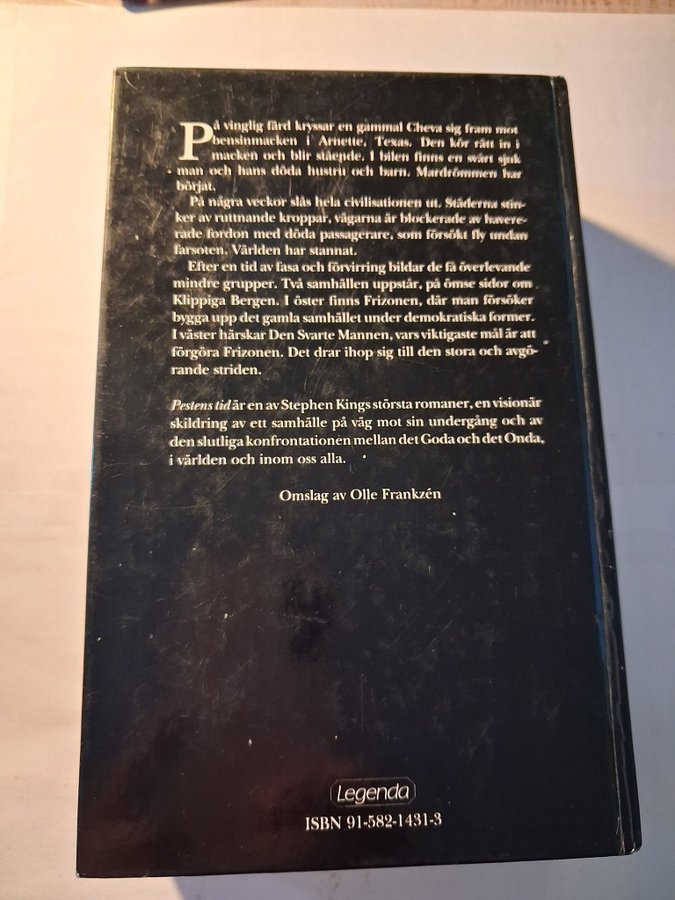 På vinglig färd kryssar en gammal Cheva sig fram mot
bensinmacken i Arnette, Texas. Den kör rätt in i
macken och blir stående. I bilen finns en svårt sjuk
man och hans döda hustru och barn. Mardrömmen har
börjat.
På några veckor slås hela civilisationen ut. Städerna stin-
ker av ruttnande kroppar, vägarna är blockerade av havere-
rade fordon med döda passagerare, som försökt fly undan
farsoten. Världen har stannat.
Efter en tid av fasa och förvirring bildar de få överlevande
mindre grupper. Två samhällen uppstår, på ömse sidor om
Klippiga Bergen. I öster finns Frizonen, där man försöker
bygga upp det gamla samhället under demokratiska former.
I väster härskar Den Svarte Mannen, vars viktigaste mål är att
förgöra Frizonen. Det drar ihop sig till den stora och avgö-
rande striden.
Pestens tid är en av Stephen Kings största romaner, en visionär
skildring av ett samhälle på väg mot sin undergång och av
den slutliga konfrontationen mellan det Goda och det Onda,
i världen och inom oss alla.
Omslag av Olle Frankzén
Legenda
ISBN 91-582-1431-3